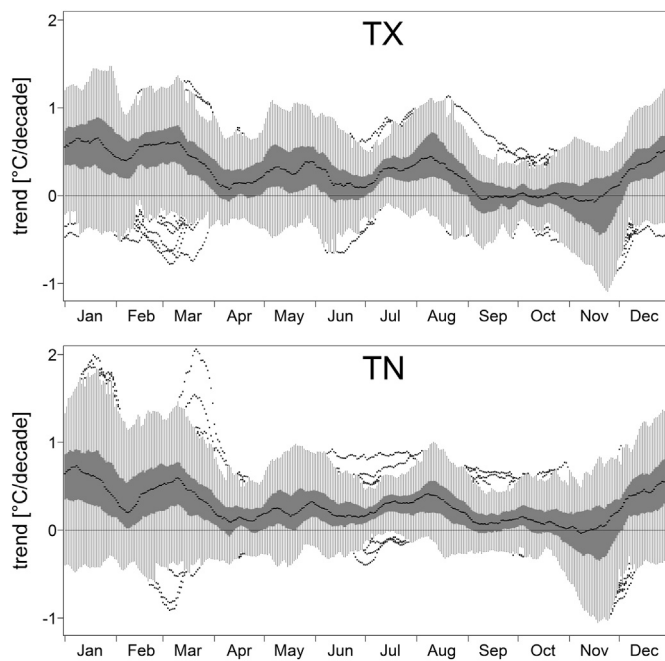 TX
trend [°C/decade]
2
1
0
-1
Jan Feb Mar Apr May Jun Jul Aug Sep Oct Nov Dec
TN
trend [°C/decade]
2
1
0
-1
Jan Feb Mar Apr May Jun Jul Aug Sep Oct Nov Dec